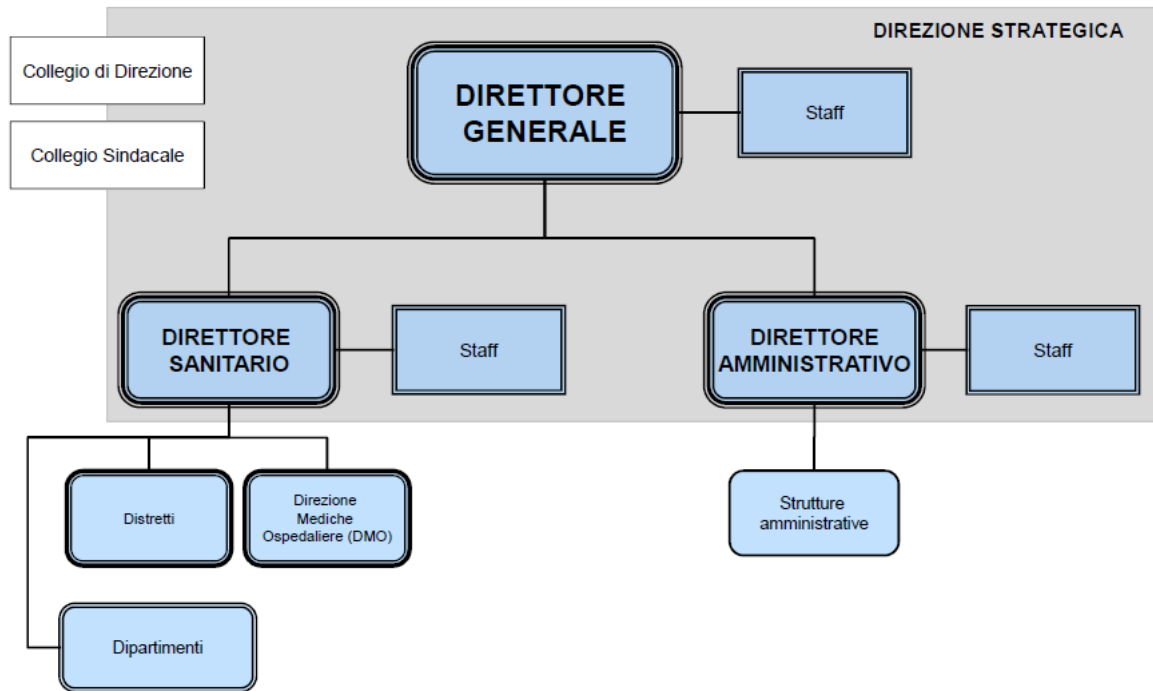 DIREZIONE STRATEGICA
Collegio di Direzione
Collegio Sindacale
DIRETTORE
GENERALE
Staff
DIRETTORE
SANITARIO
Staff
DIRETTORE
AMMINISTRATIVO
Staff
Distretti
Direzione
Mediche
Ospedaliere (DMO)
Strutture
amministrative
Dipartimenti